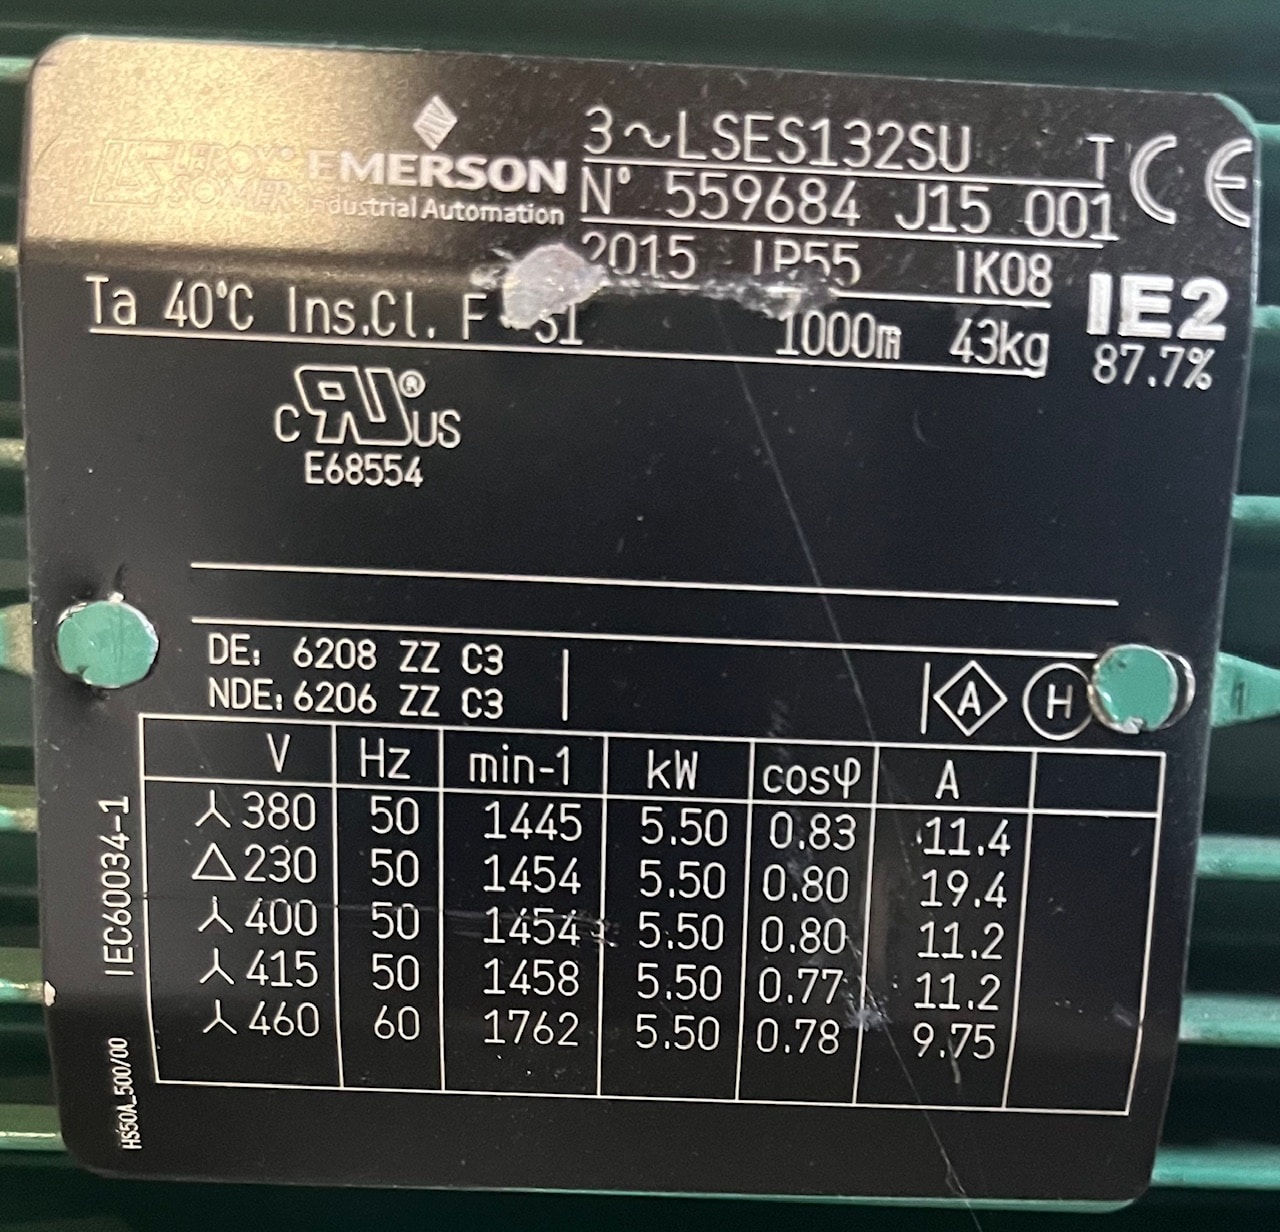 LEROY®
SOMER
EMERSON
Industrial Automation
3~LSES132SU T CE
N° 559684 J15 001
2015 IP55 IK08
IE2
87.7%
Ta 40°C Ins.Cl. F S1 1000m 43kg
C RU® US
E68554
DE: 6208 ZZ C3
NDE: 6206 ZZ C3
A H
V Hz min-1 kW cosφ A
⅄ 380 50 1445 5.50 0.83 11.4
△ 230 50 1454 5.50 0.80 19.4
⅄ 400 50 1454 5.50 0.80 11.2
⅄ 415 50 1458 5.50 0.77 11.2
⅄ 460 60 1762 5.50 0.78 9.75
IEC60034-1
HS50A_500/00